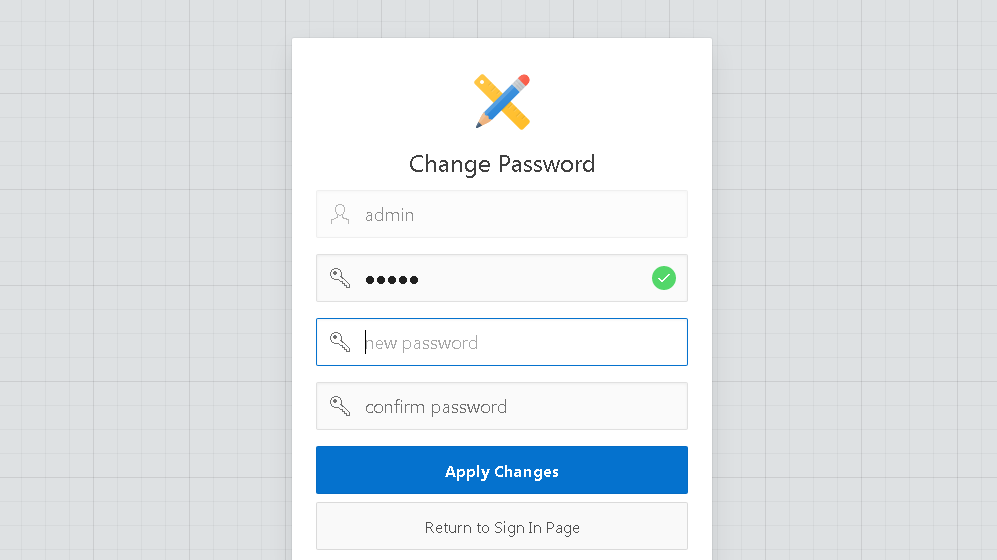 Change Password
admin
•••••
new password
confirm password
Apply Changes
Return to Sign In Page